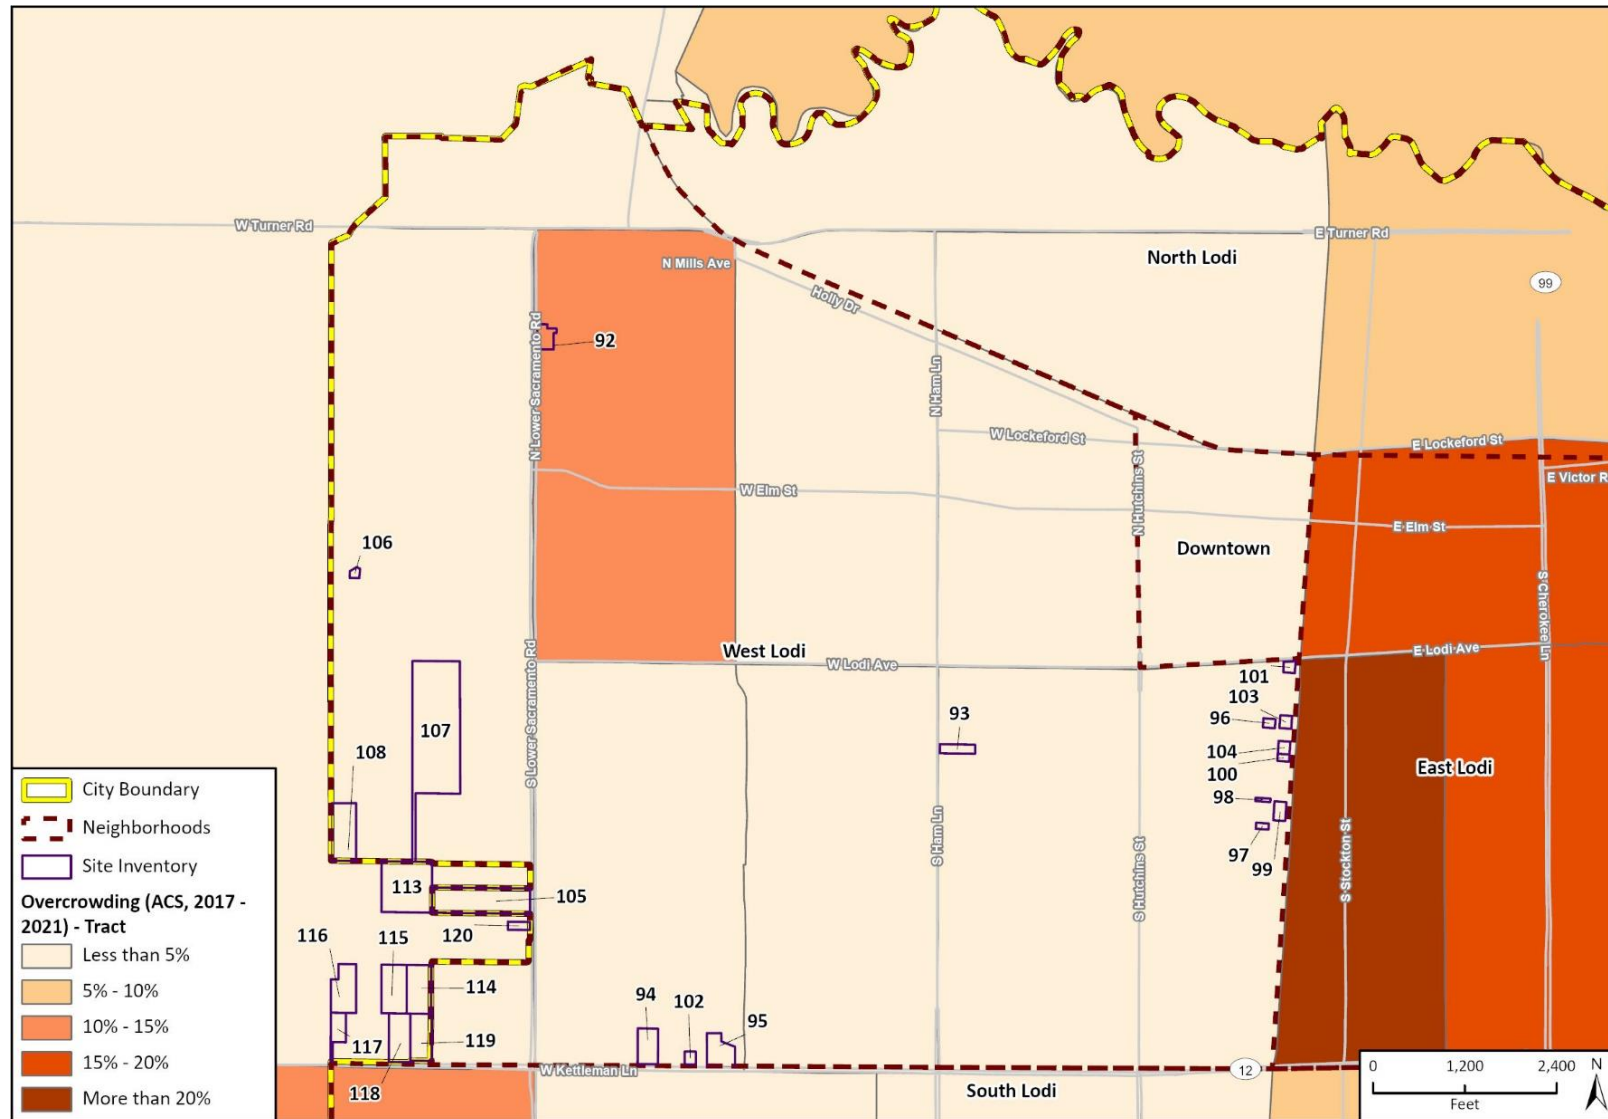 W Turner Rd
E Turner Rd
North Lodi
N Mills Ave
99
Holly Dr
92
N Lower Sacramento Rd
N Ham Ln
W Lockeford St
E Lockeford St
N Hutchins St
E Victor R
W Elm St
E Elm St
Downtown
106
S Cherokee Ln
West Lodi
W Lodi Ave
E Lodi Ave
S Lower Sacramento Rd
101
103
96
93
107
108
104
100
East Lodi
98
97
99
S Ham Ln
S Hutchins St
S Stockton St
113
105
120
116
115
114
94
102
95
117
119
118
W Kettleman Ln
12
South Lodi
City Boundary
Neighborhoods
Site Inventory
Overcrowding (ACS, 2017 -
2021) - Tract
Less than 5%
5% - 10%
10% - 15%
15% - 20%
More than 20%
0 1,200 2,400 N
Feet